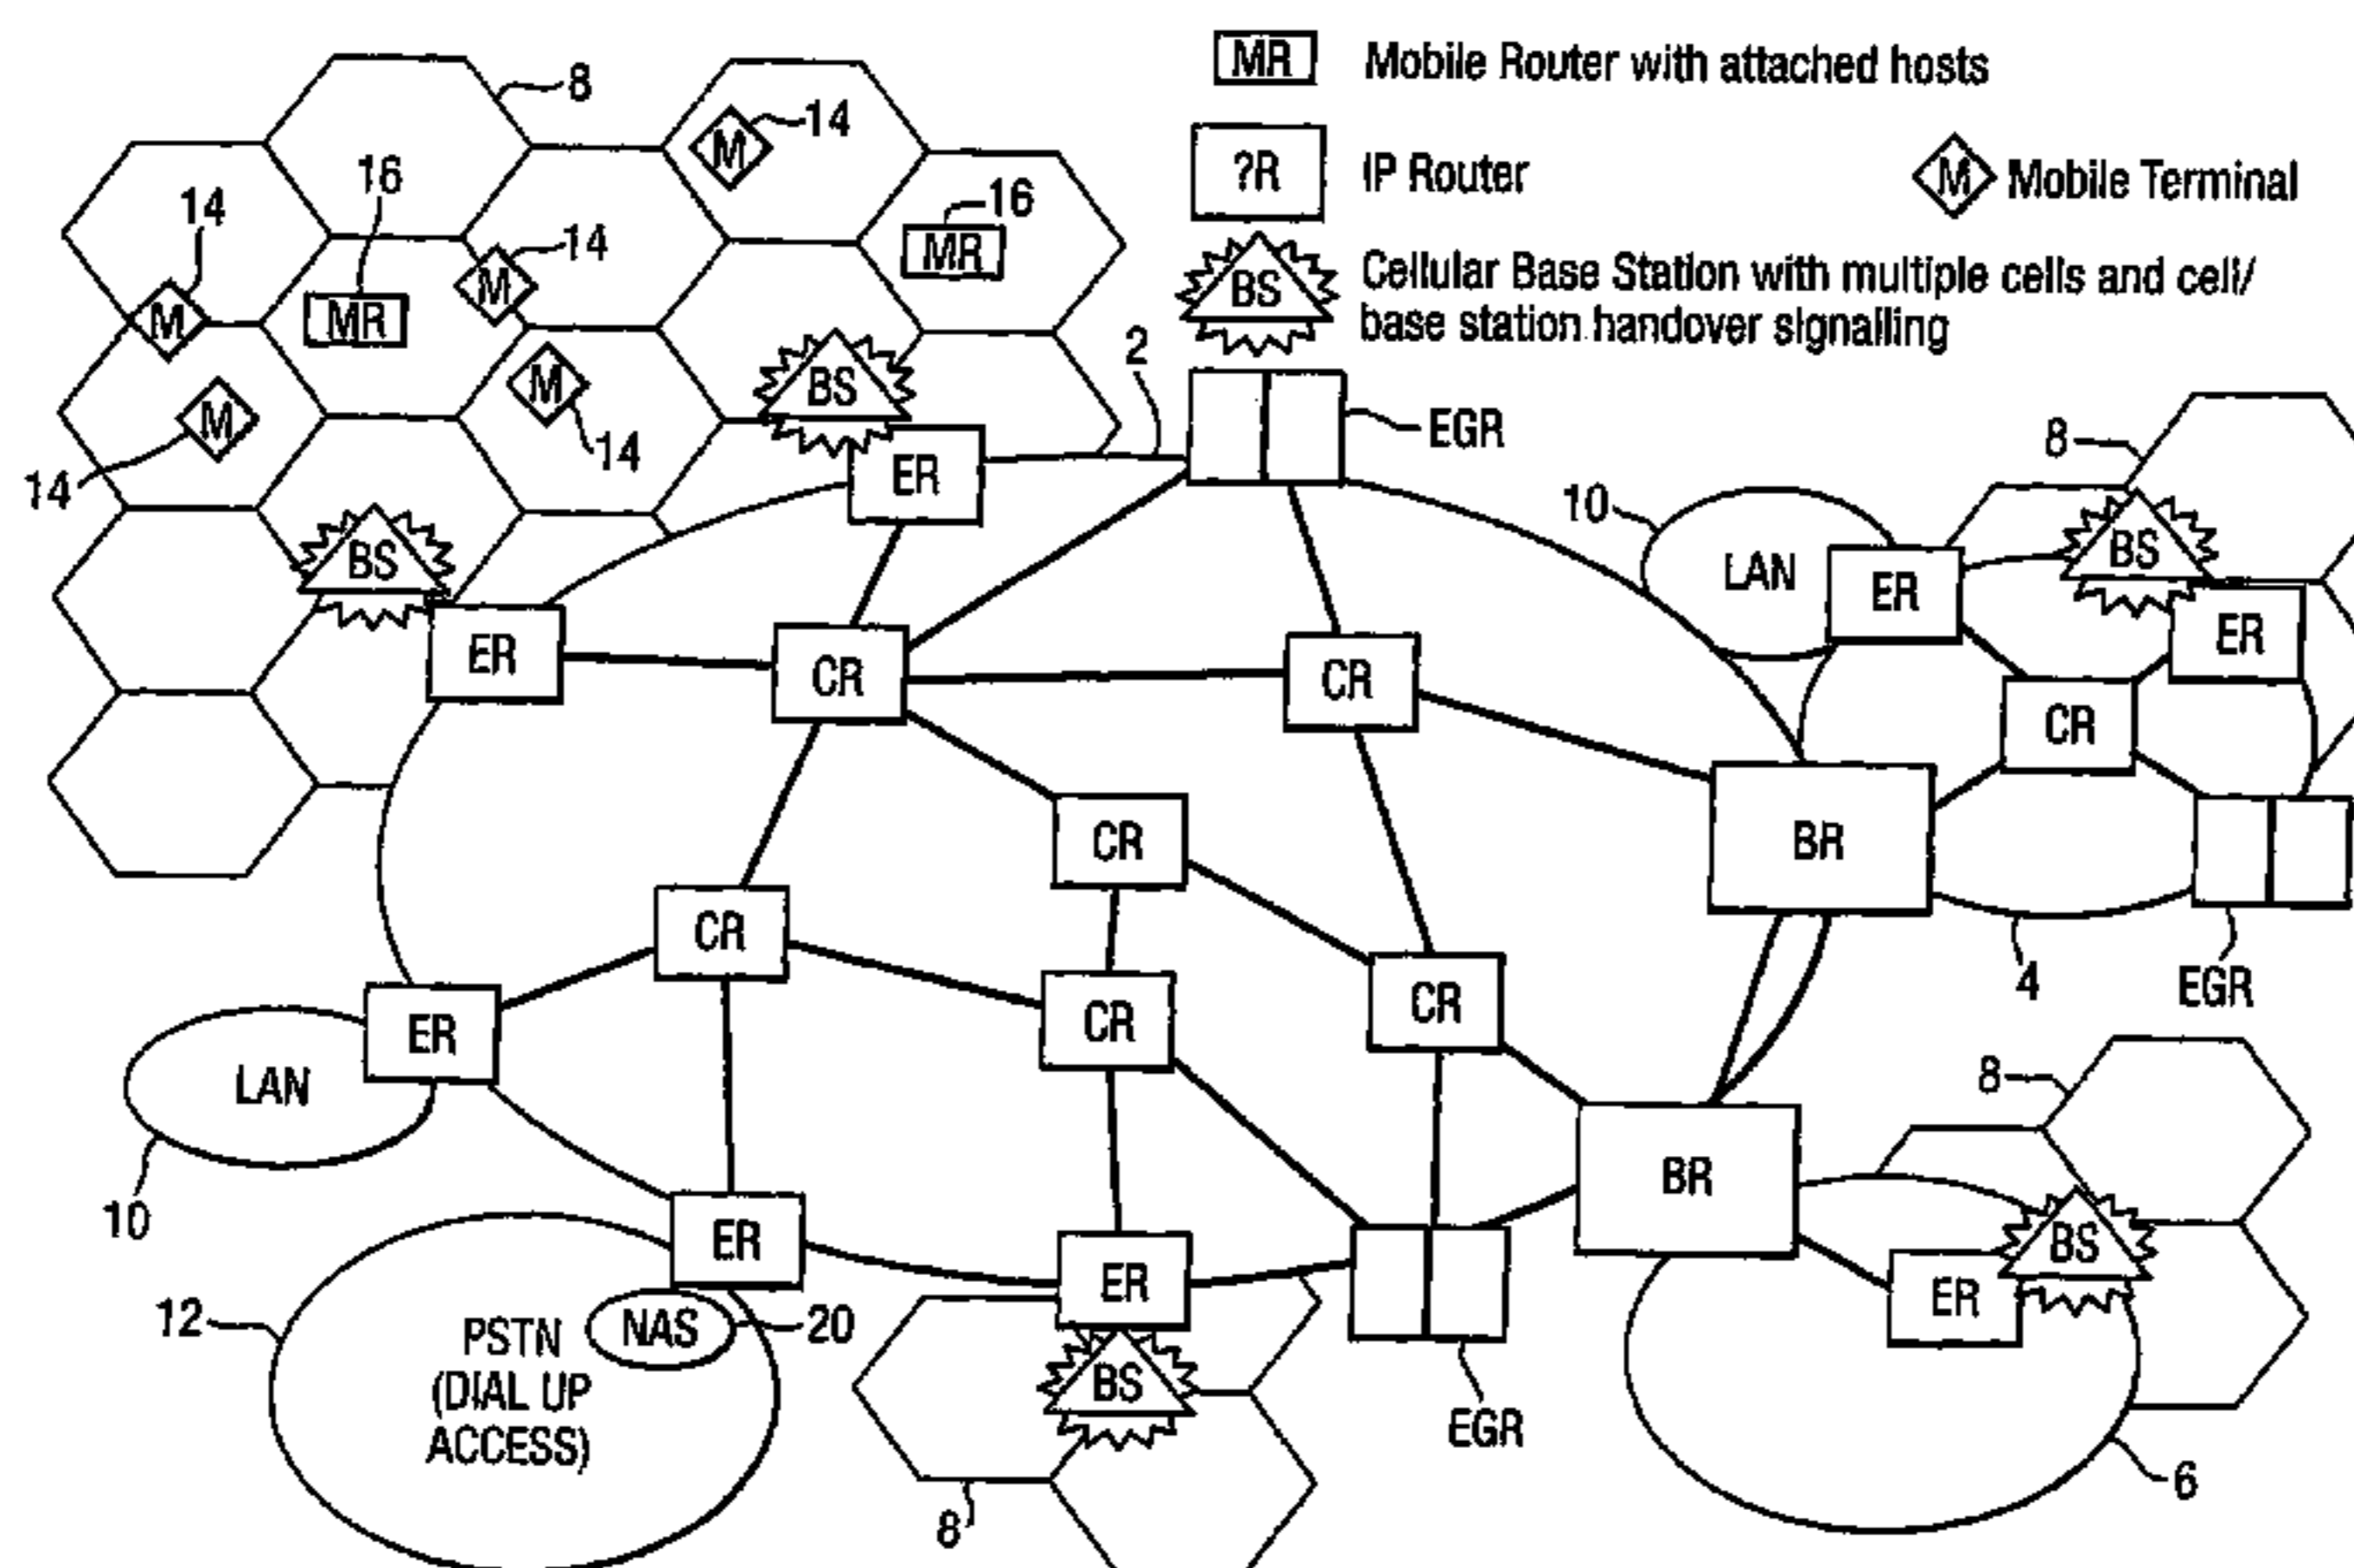 MR Mobile Router with attached hosts
?R IP Router
M Mobile Terminal
BS Cellular Base Station with multiple cells and cell/
base station handover signalling
8
14
16
14
16
MR
M
14
M
M
MR
M
14
M
14
BS
2
EGR
14
ER
BS
10
LAN
ER
8
BS
ER
ER
CR
CR
CR
CR
BR
CR
CR
CR
4
EGR
ER
LAN
10
8
BR
ER
BS
ER
12
PSTN
(DIAL UP
ACCESS)
NAS
20
ER
BS
EGR
8
6